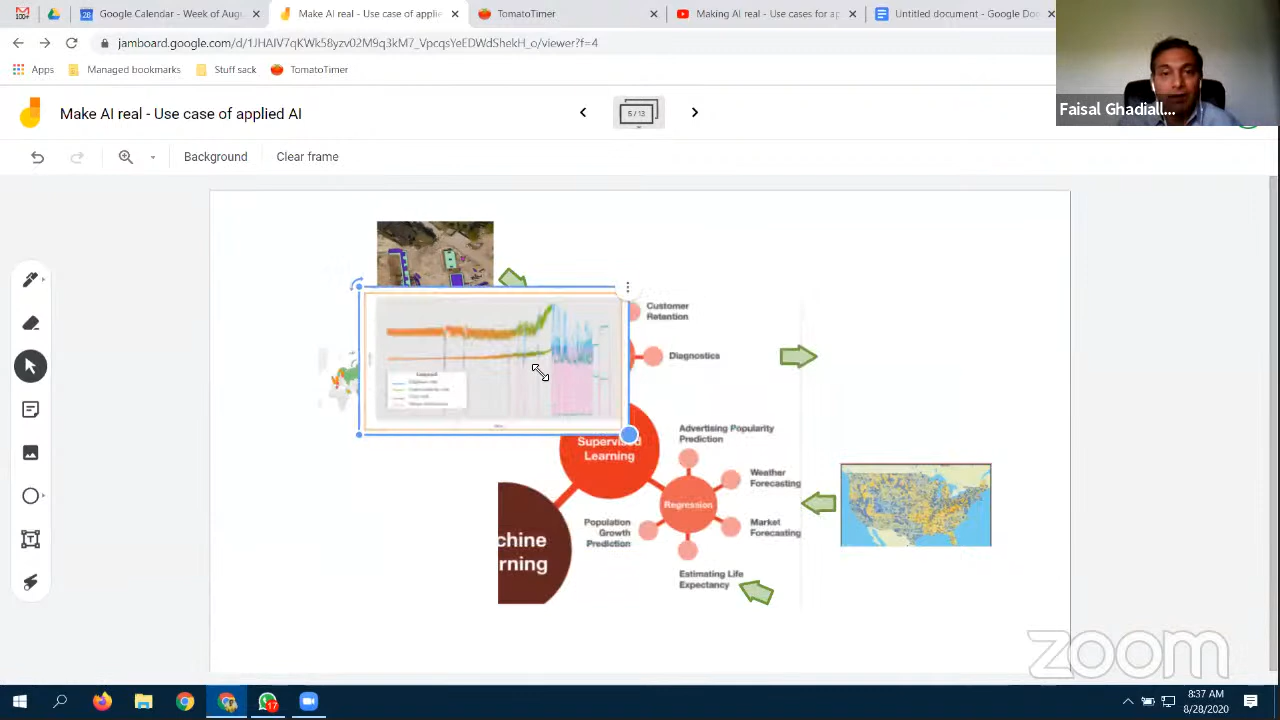 100+
Google Calendar - Week of Augu
Make AI real - Use case of applie
TomatoTimer
Making AI real - Use cases for ap
Untitled document - Google Do
jamboard.google.com/d/1JHAIV7qKWk58yzv02M9q3kM7_VpcqsYeEDWdShekH_o/viewer?f=4
Apps
Managed bookmarks
Stuff sack
TomatoTimer
Faisal Ghadiall...
Make AI real - Use case of applied AI
5 / 13
Background
Clear frame
Customer
Retention
Diagnostics
Supervised
Learning
Advertising Popularity
Prediction
Weather
Forecasting
Regression
Population
Growth
Prediction
Market
Forecasting
chine
rning
Estimating Life
Expectancy
zoom
17
8:37 AM
8/28/2020